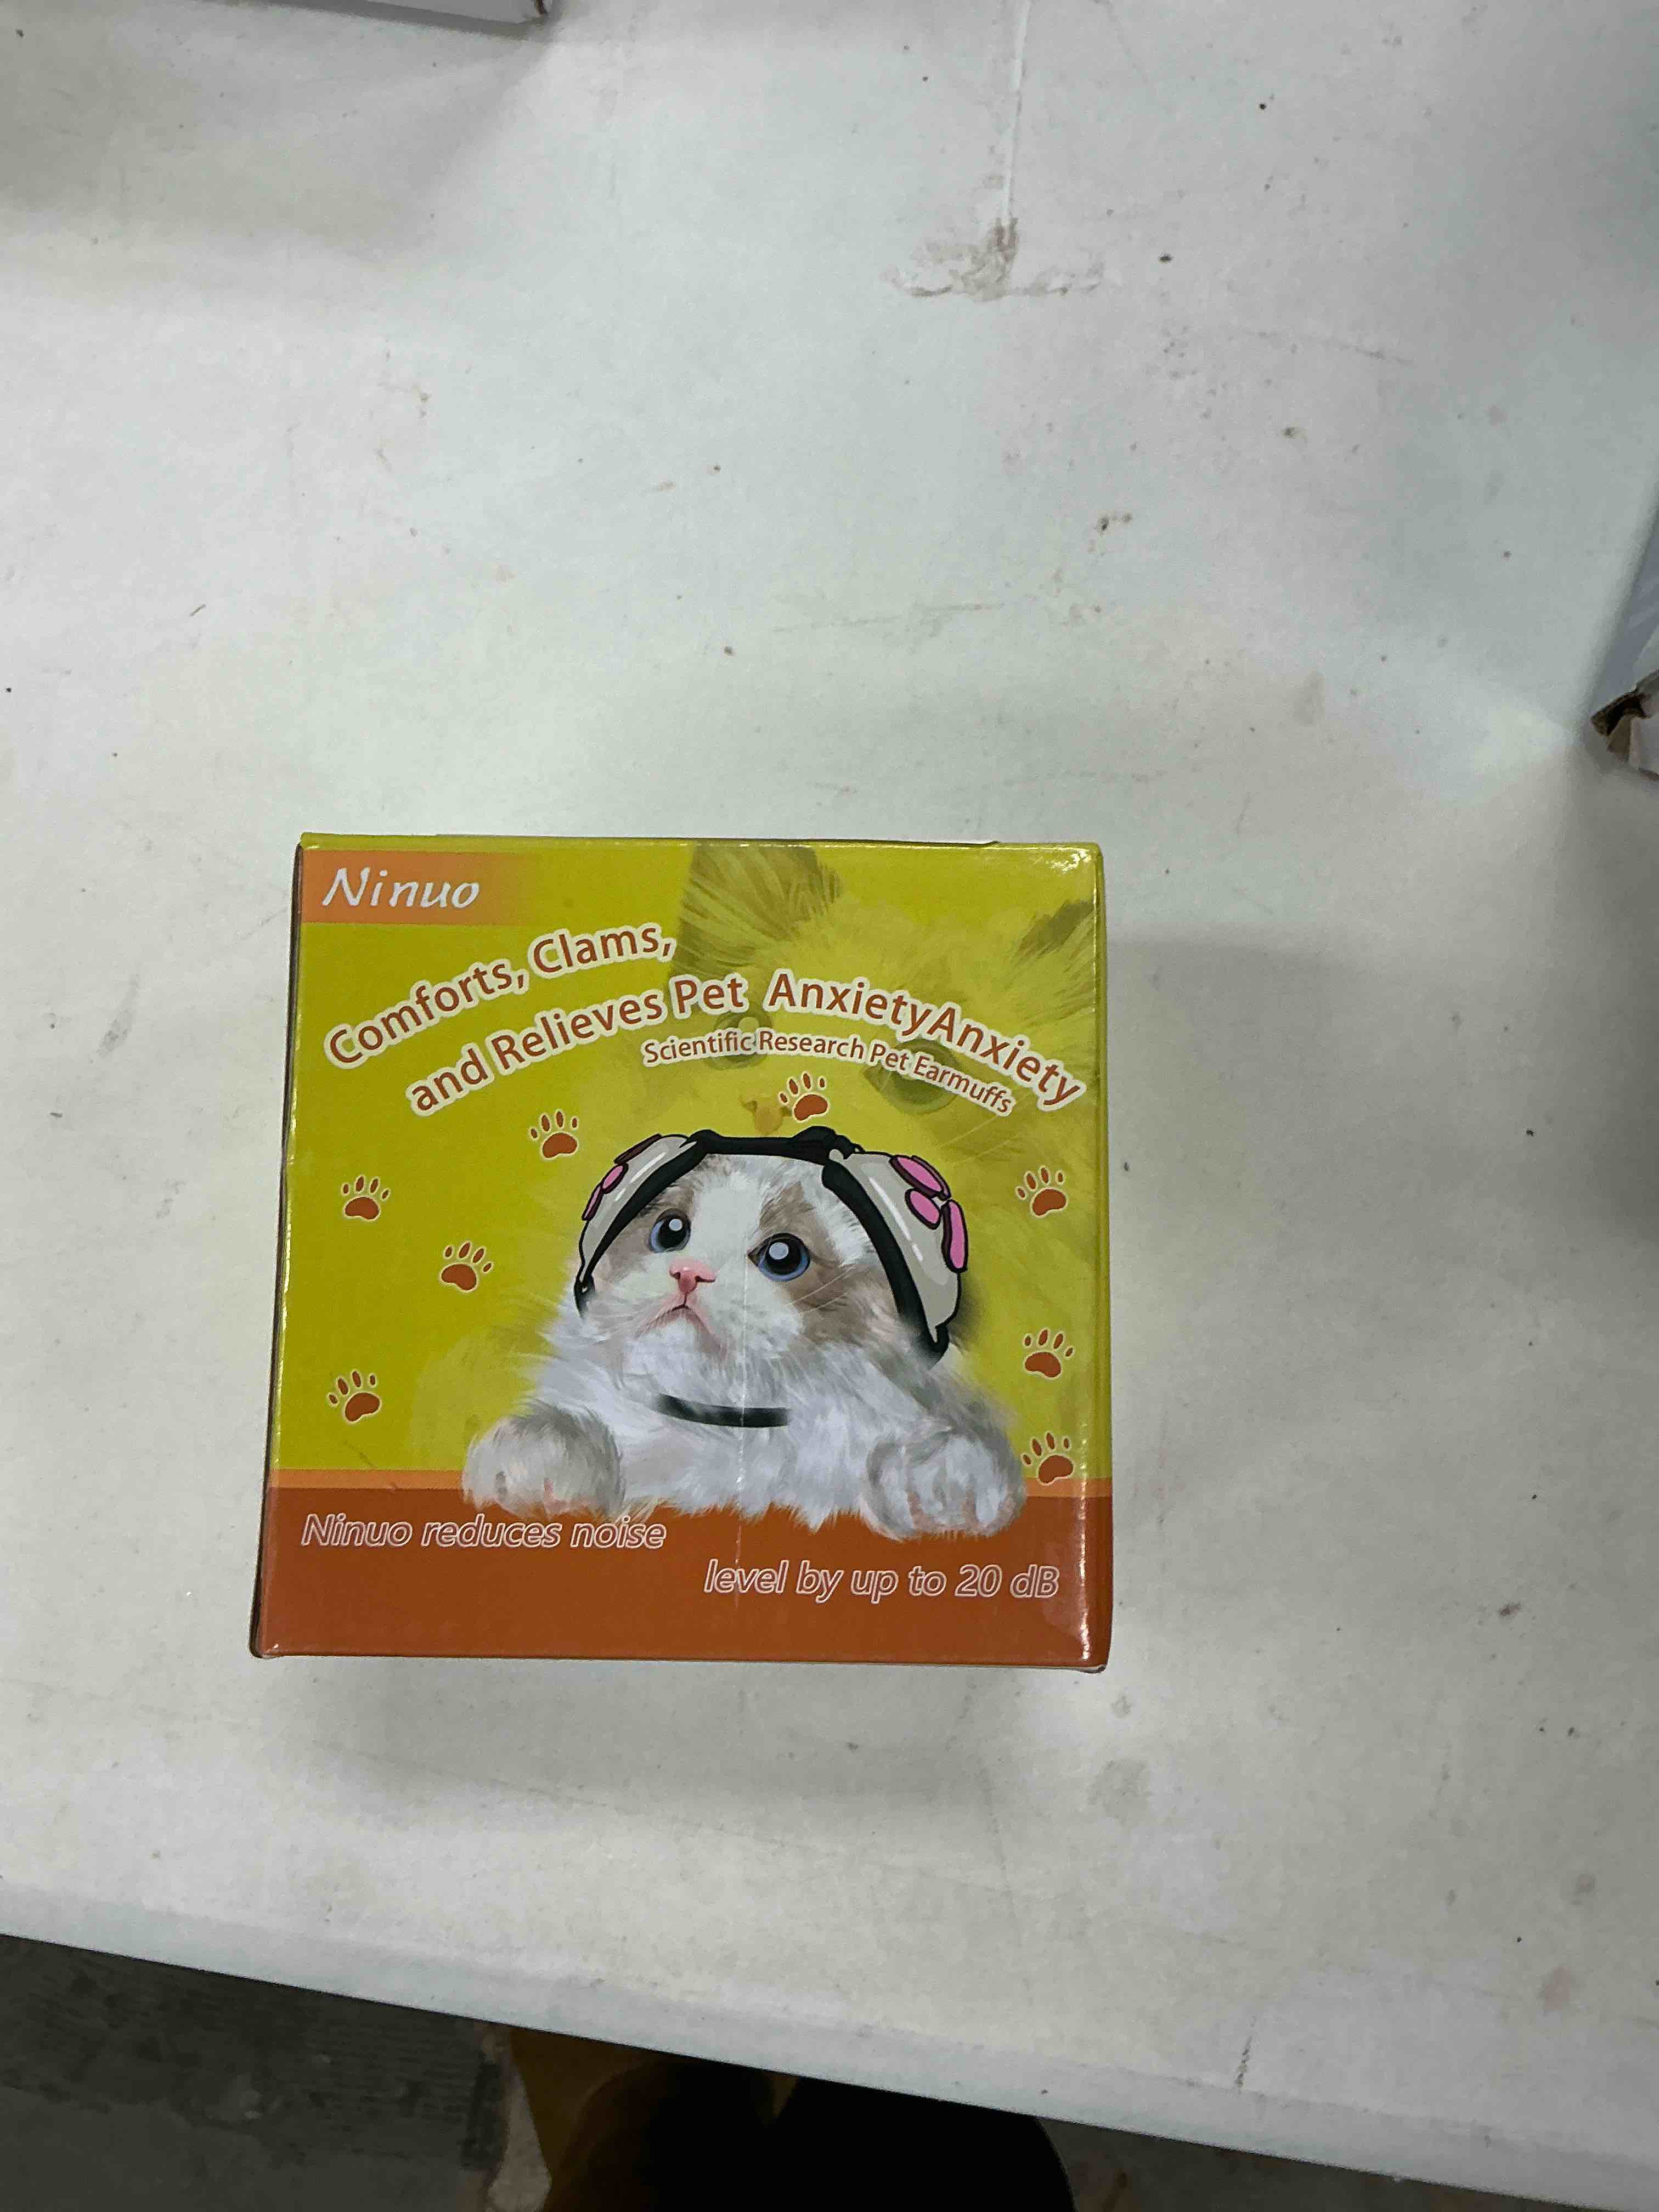 Ninuo
Comforts, Clams,
and Relieves Pet AnxietyAnxiety
Scientific Research Pet Earmuffs
Ninuo reduces noise
level by up to 20 dB